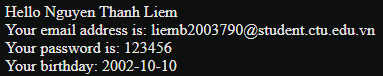 Hello Nguyen Thanh Liem
Your email address is: liemb2003790@student.ctu.edu.vn
Your password is: 123456
Your birthday: 2002-10-10